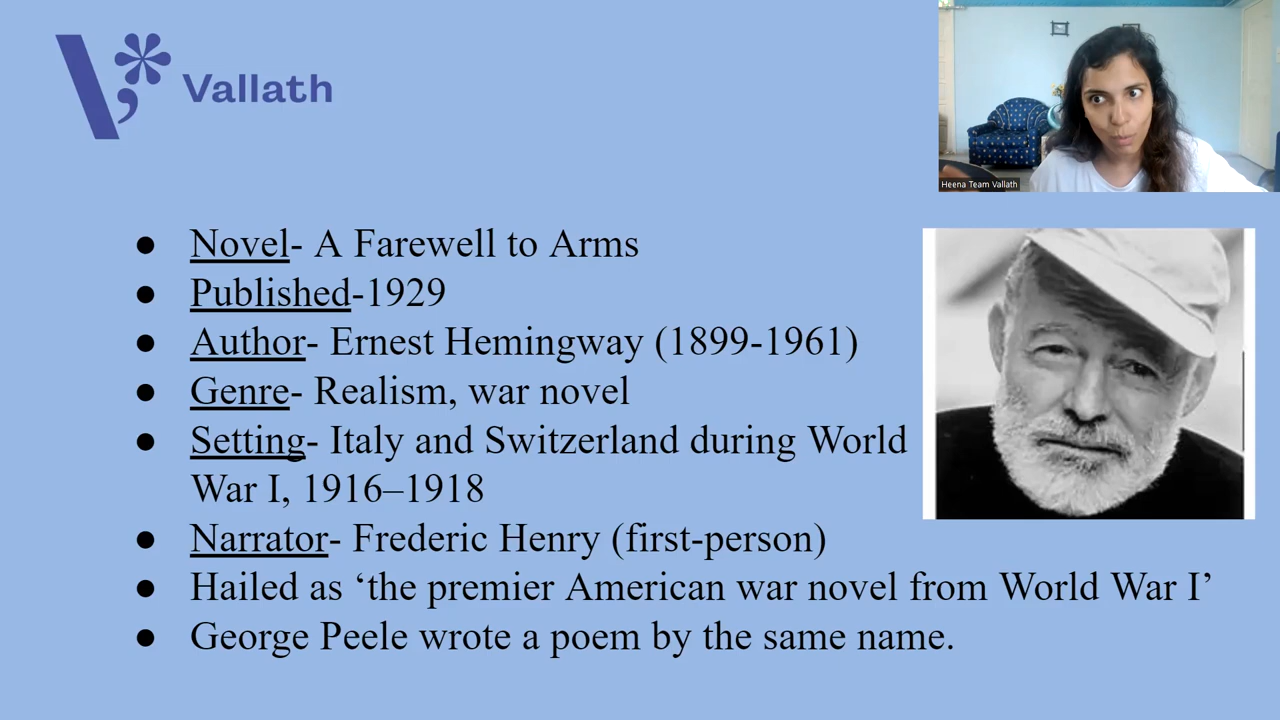 Vallath
Heena Team Vallath
● Novel- A Farewell to Arms
● Published-1929
● Author- Ernest Hemingway (1899-1961)
● Genre- Realism, war novel
● Setting- Italy and Switzerland during World
War I, 1916–1918
● Narrator- Frederic Henry (first-person)
● Hailed as ‘the premier American war novel from World War I’
● George Peele wrote a poem by the same name.